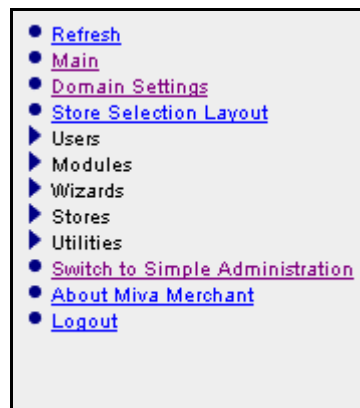 Refresh
Main
Domain Settings
Store Selection Layout
Users
Modules
Wizards
Stores
Utilities
Switch to Simple Administration
About Miva Merchant
Logout